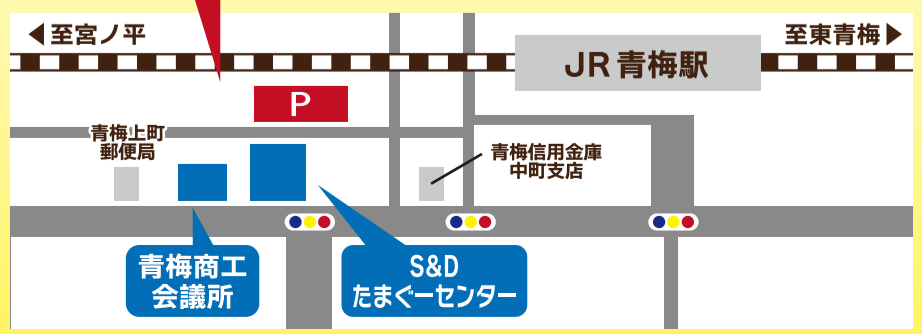 至宮ノ平
至東青梅
JR青梅駅
P
青梅上町
郵便局
青梅信用金庫
中町支店
青梅商工
会議所
S&D
たまぐーセンター